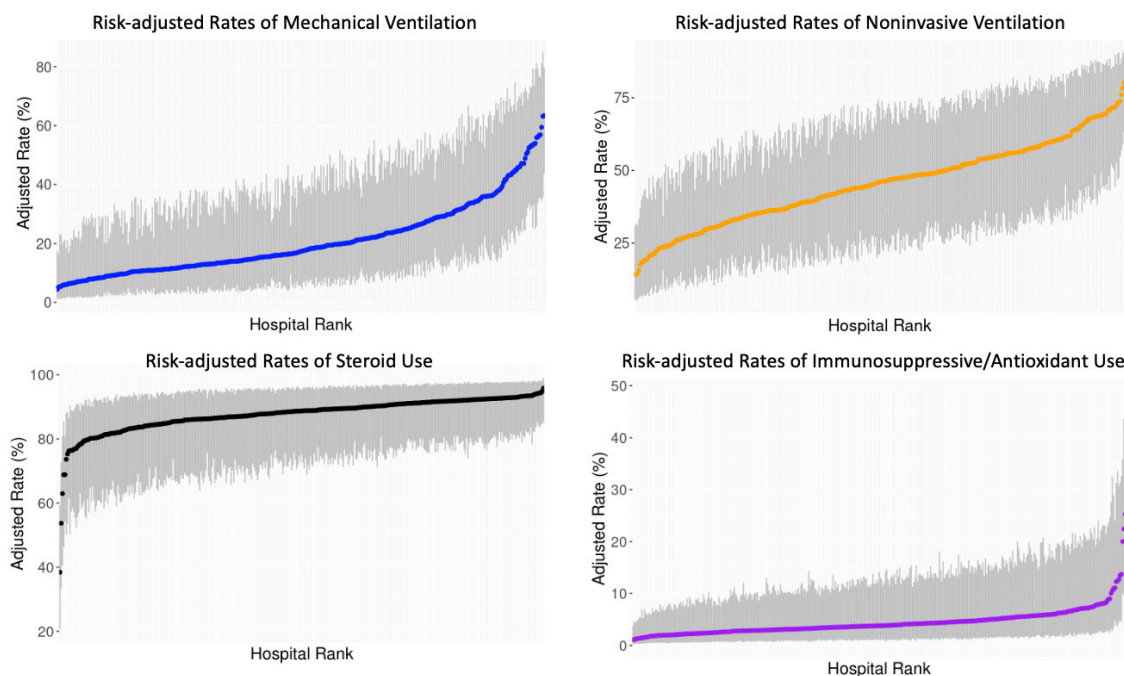 Risk-adjusted Rates of Mechanical Ventilation
Adjusted Rate (%)
80
60
40
20
0
Hospital Rank
Risk-adjusted Rates of Noninvasive Ventilation
Adjusted Rate (%)
75
50
25
Hospital Rank
Risk-adjusted Rates of Steroid Use
Adjusted Rate (%)
100
80
60
40
20
Hospital Rank
Risk-adjusted Rates of Immunosuppressive/Antioxidant Use
Adjusted Rate (%)
50
40
30
20
10
0
Hospital Rank